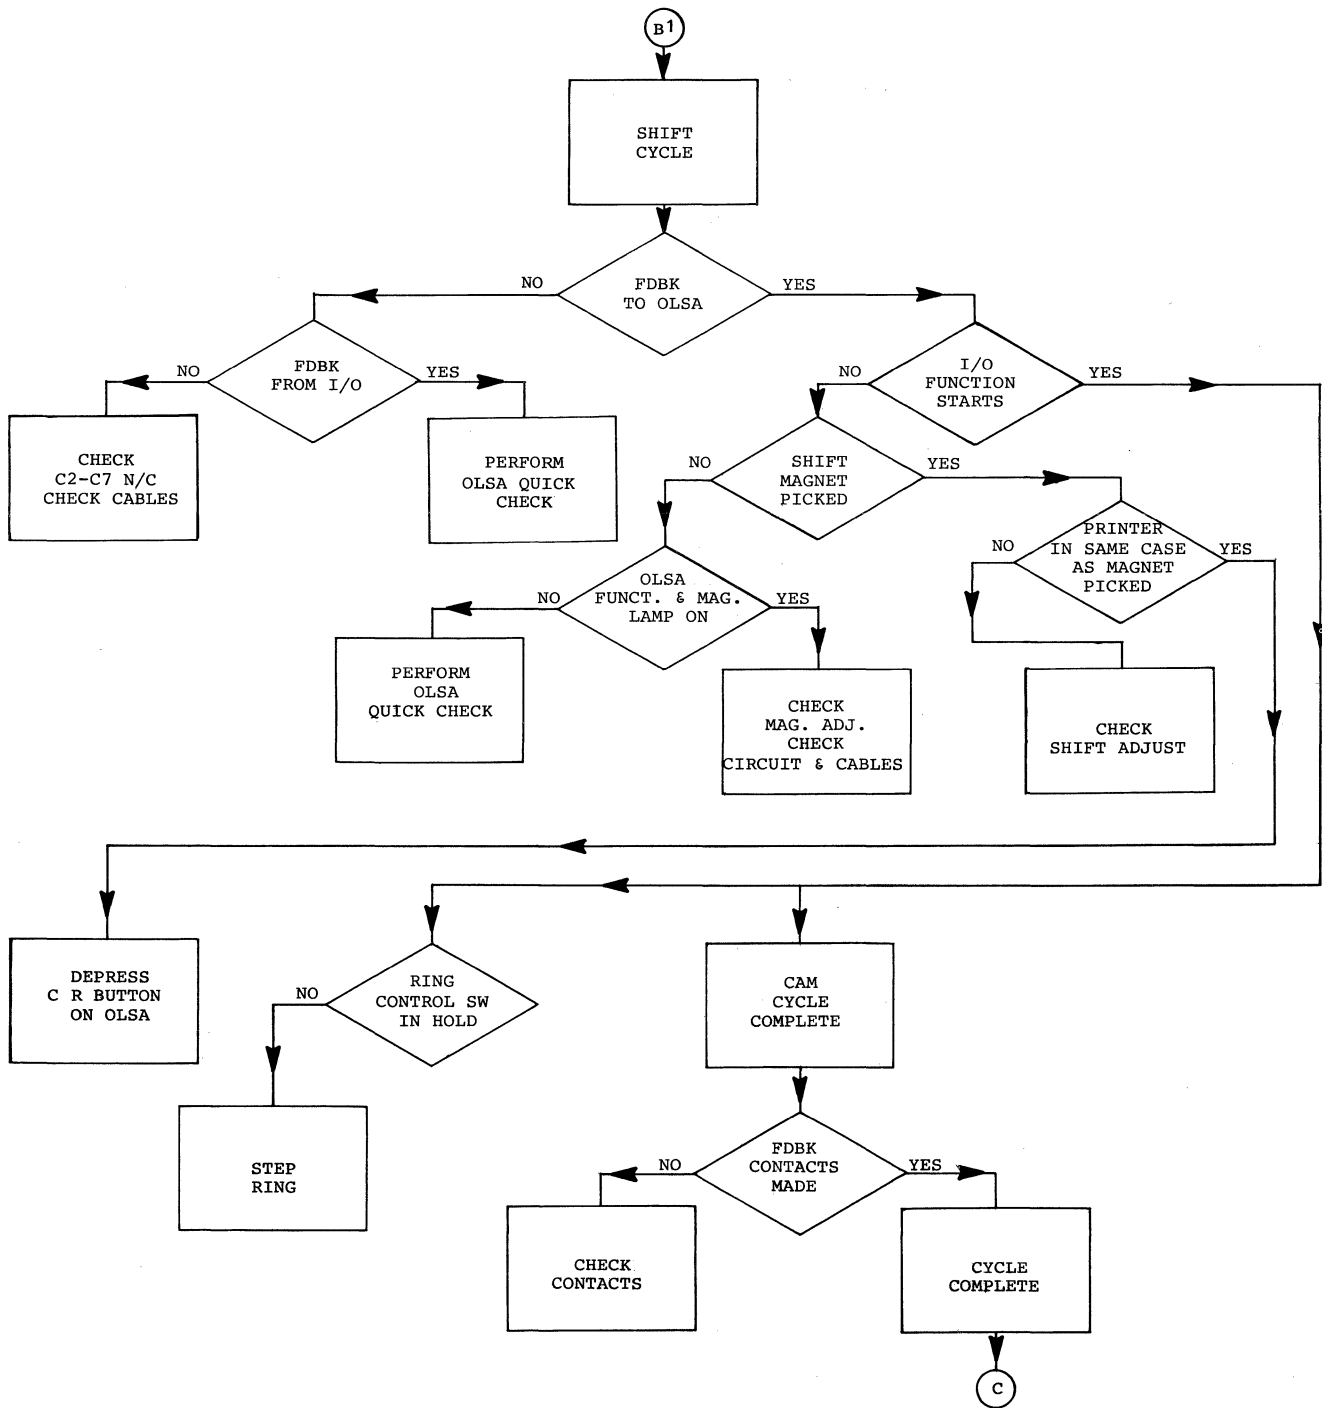 B1
SHIFT
CYCLE
FDBK
TO OLSA
NO
YES
FDBK
FROM I/O
NO
YES
I/O
FUNCTION
STARTS
NO
YES
CHECK
C2-C7 N/C
CHECK CABLES
PERFORM
OLSA QUICK
CHECK
SHIFT
MAGNET
PICKED
NO
YES
PRINTER
IN SAME CASE
AS MAGNET
PICKED
NO
YES
OLSA
FUNCT. & MAG.
LAMP ON
NO
YES
PERFORM
OLSA
QUICK CHECK
CHECK
MAG. ADJ.
CHECK
CIRCUIT & CABLES
CHECK
SHIFT ADJUST
DEPRESS
C R BUTTON
ON OLSA
RING
CONTROL SW
IN HOLD
NO
CAM
CYCLE
COMPLETE
STEP
RING
FDBK
CONTACTS
MADE
NO
YES
CHECK
CONTACTS
CYCLE
COMPLETE
C